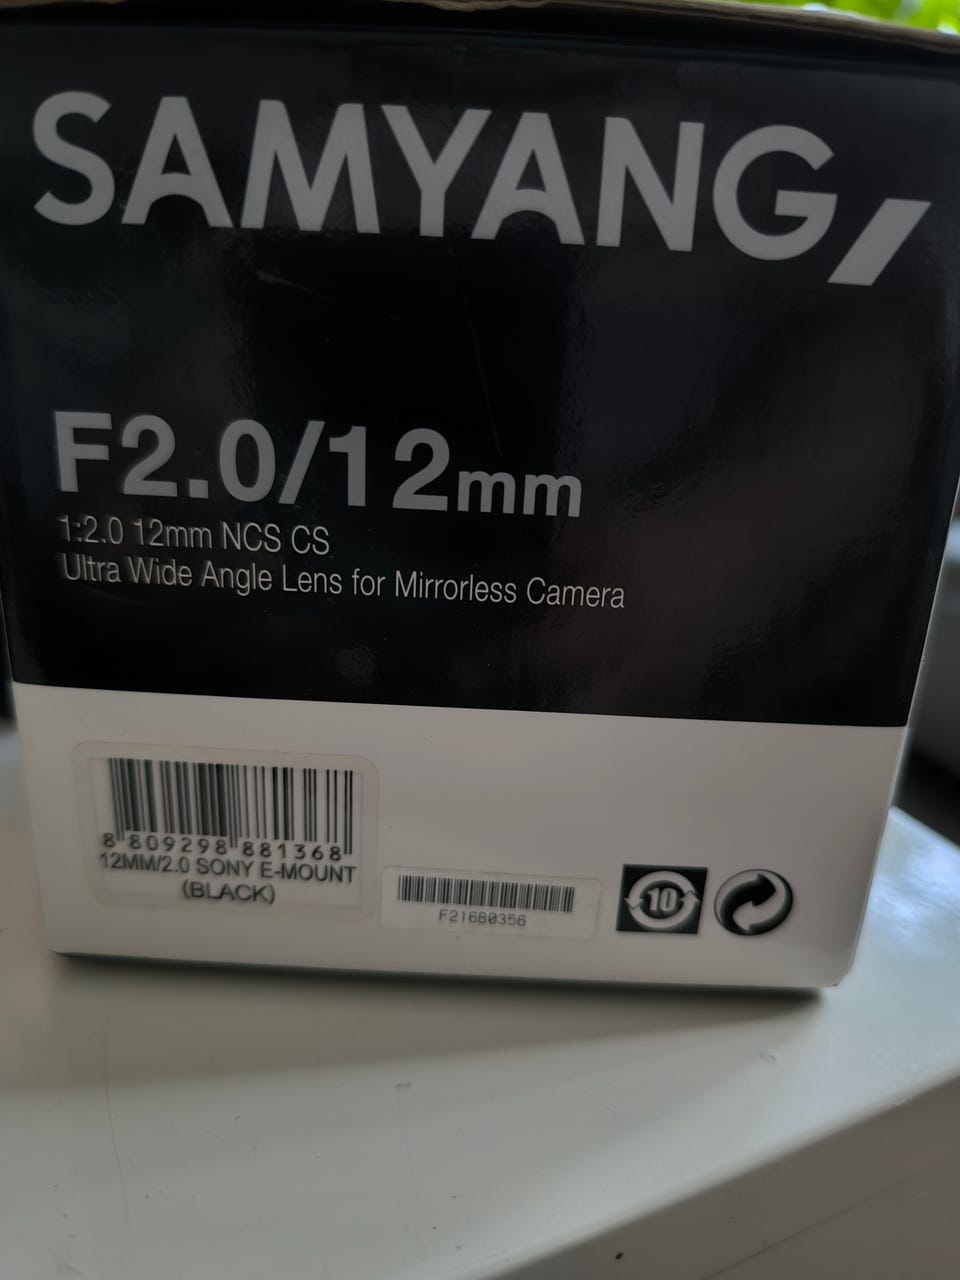 SAMYANG
F2.0/12mm
1:2.0 12mm NCS CS
Ultra Wide Angle Lens for Mirrorless Camera
8 809298 881368
12MM/2.0 SONY E-MOUNT
(BLACK)
F216B0356
10